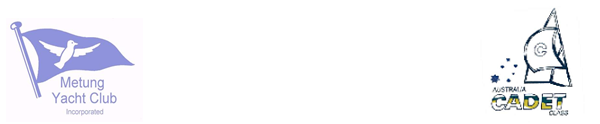 Metung
Yacht Club
Incorporated
C
AUSTRALIA
CADET
CLASS